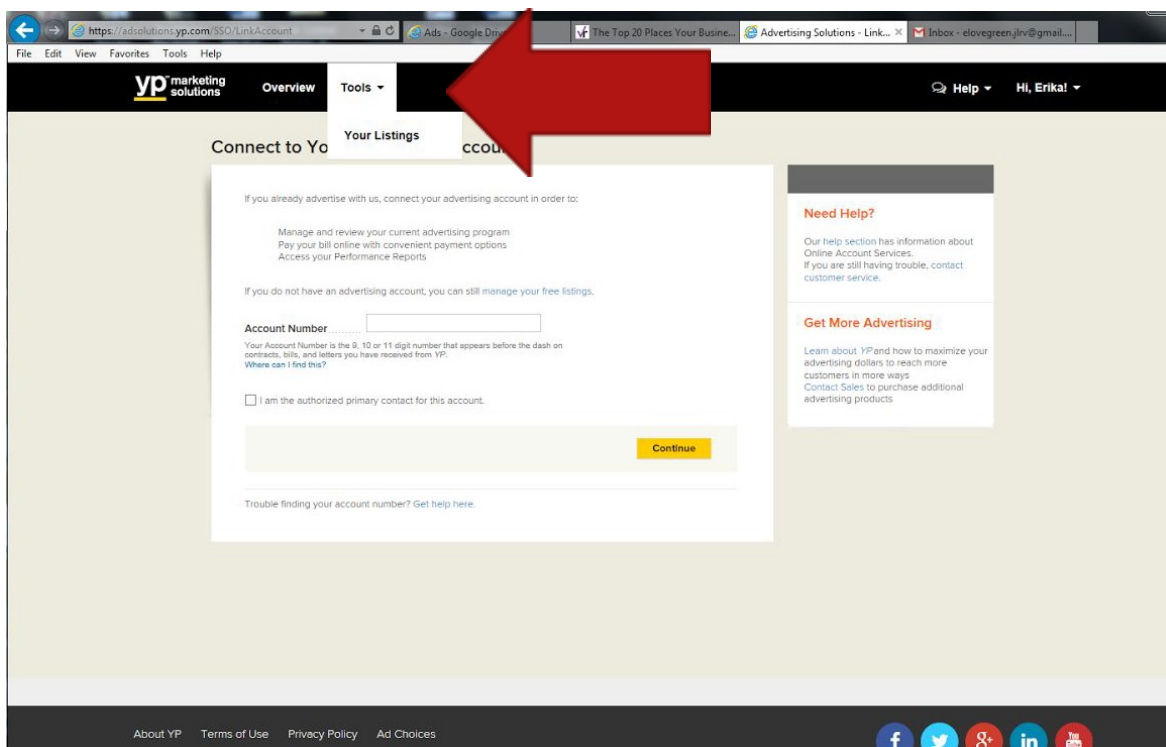 https://adsolutions.yp.com/SSO/LinkAccount
Ads - Google Driv
The Top 20 Places Your Busine...
Advertising Solutions - Link...
Inbox - elovegreen.jlrv@gmail....
File Edit View Favorites Tools Help
yp marketing solutions
Overview
Tools
Help
Hi, Erika!
Your Listings
Connect to Yo
If you already advertise with us, connect your advertising account in order to:
Manage and review your current advertising program
Pay your bill online with convenient payment options
Access your Performance Reports
If you do not have an advertising account, you can still manage your free listings.
Account Number
Your Account Number is the 9, 10 or 11 digit number that appears before the dash on
contracts, bills, and letters you have received from YP.
Where can I find this?
I am the authorized primary contact for this account.
Continue
Trouble finding your account number? Get help here.
Need Help?
Our help section has information about
Online Account Services.
If you are still having trouble, contact
customer service.
Get More Advertising
Learn about YP and how to maximize your
advertising dollars to reach more
customers in more ways
Contact Sales to purchase additional
advertising products
About YP Terms of Use Privacy Policy Ad Choices
f
8+
in
You Tube